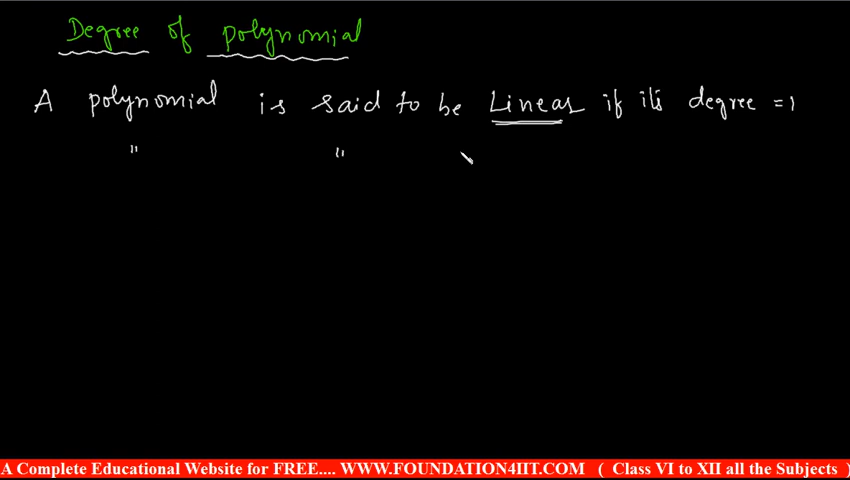 Degree of polynomial
A polynomial is said to be Linear if it's degree = 1
" "
A Complete Educational Website for FREE.... WWW.FOUNDATION4IIT.COM ( Class VI to XII all the Subjects )